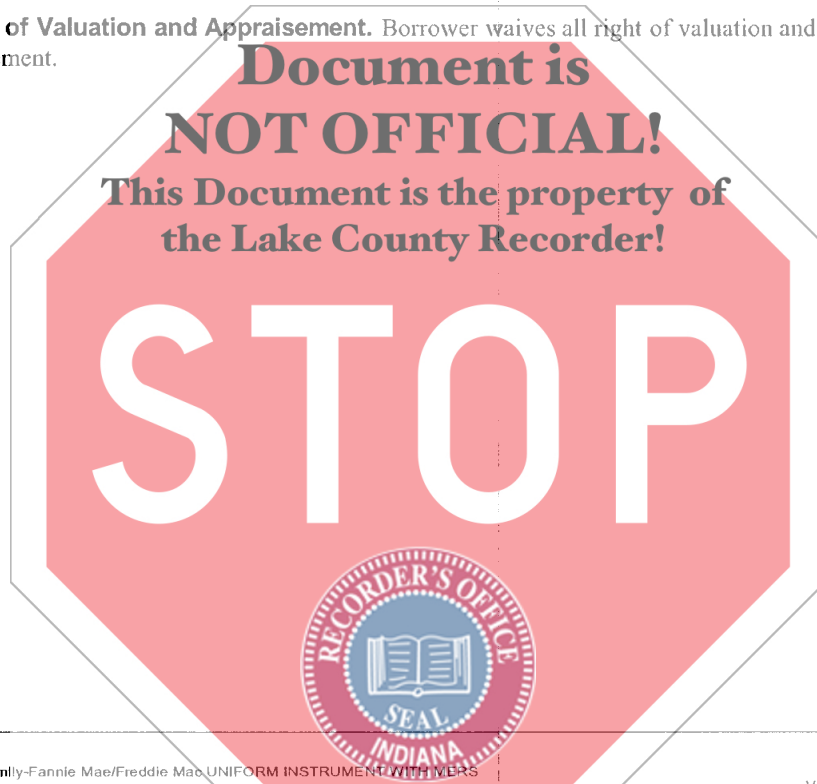 of Valuation and Appraisement. Borrower waives all right of valuation and
ment.
Document is
NOT OFFICIAL!
This Document is the property of
the Lake County Recorder!
STOP
RECORDER'S OFFICE
SEAL
INDIANA
-Fannie Mae/Freddie Mac UNIFORM INSTRUMENT WITH MERS